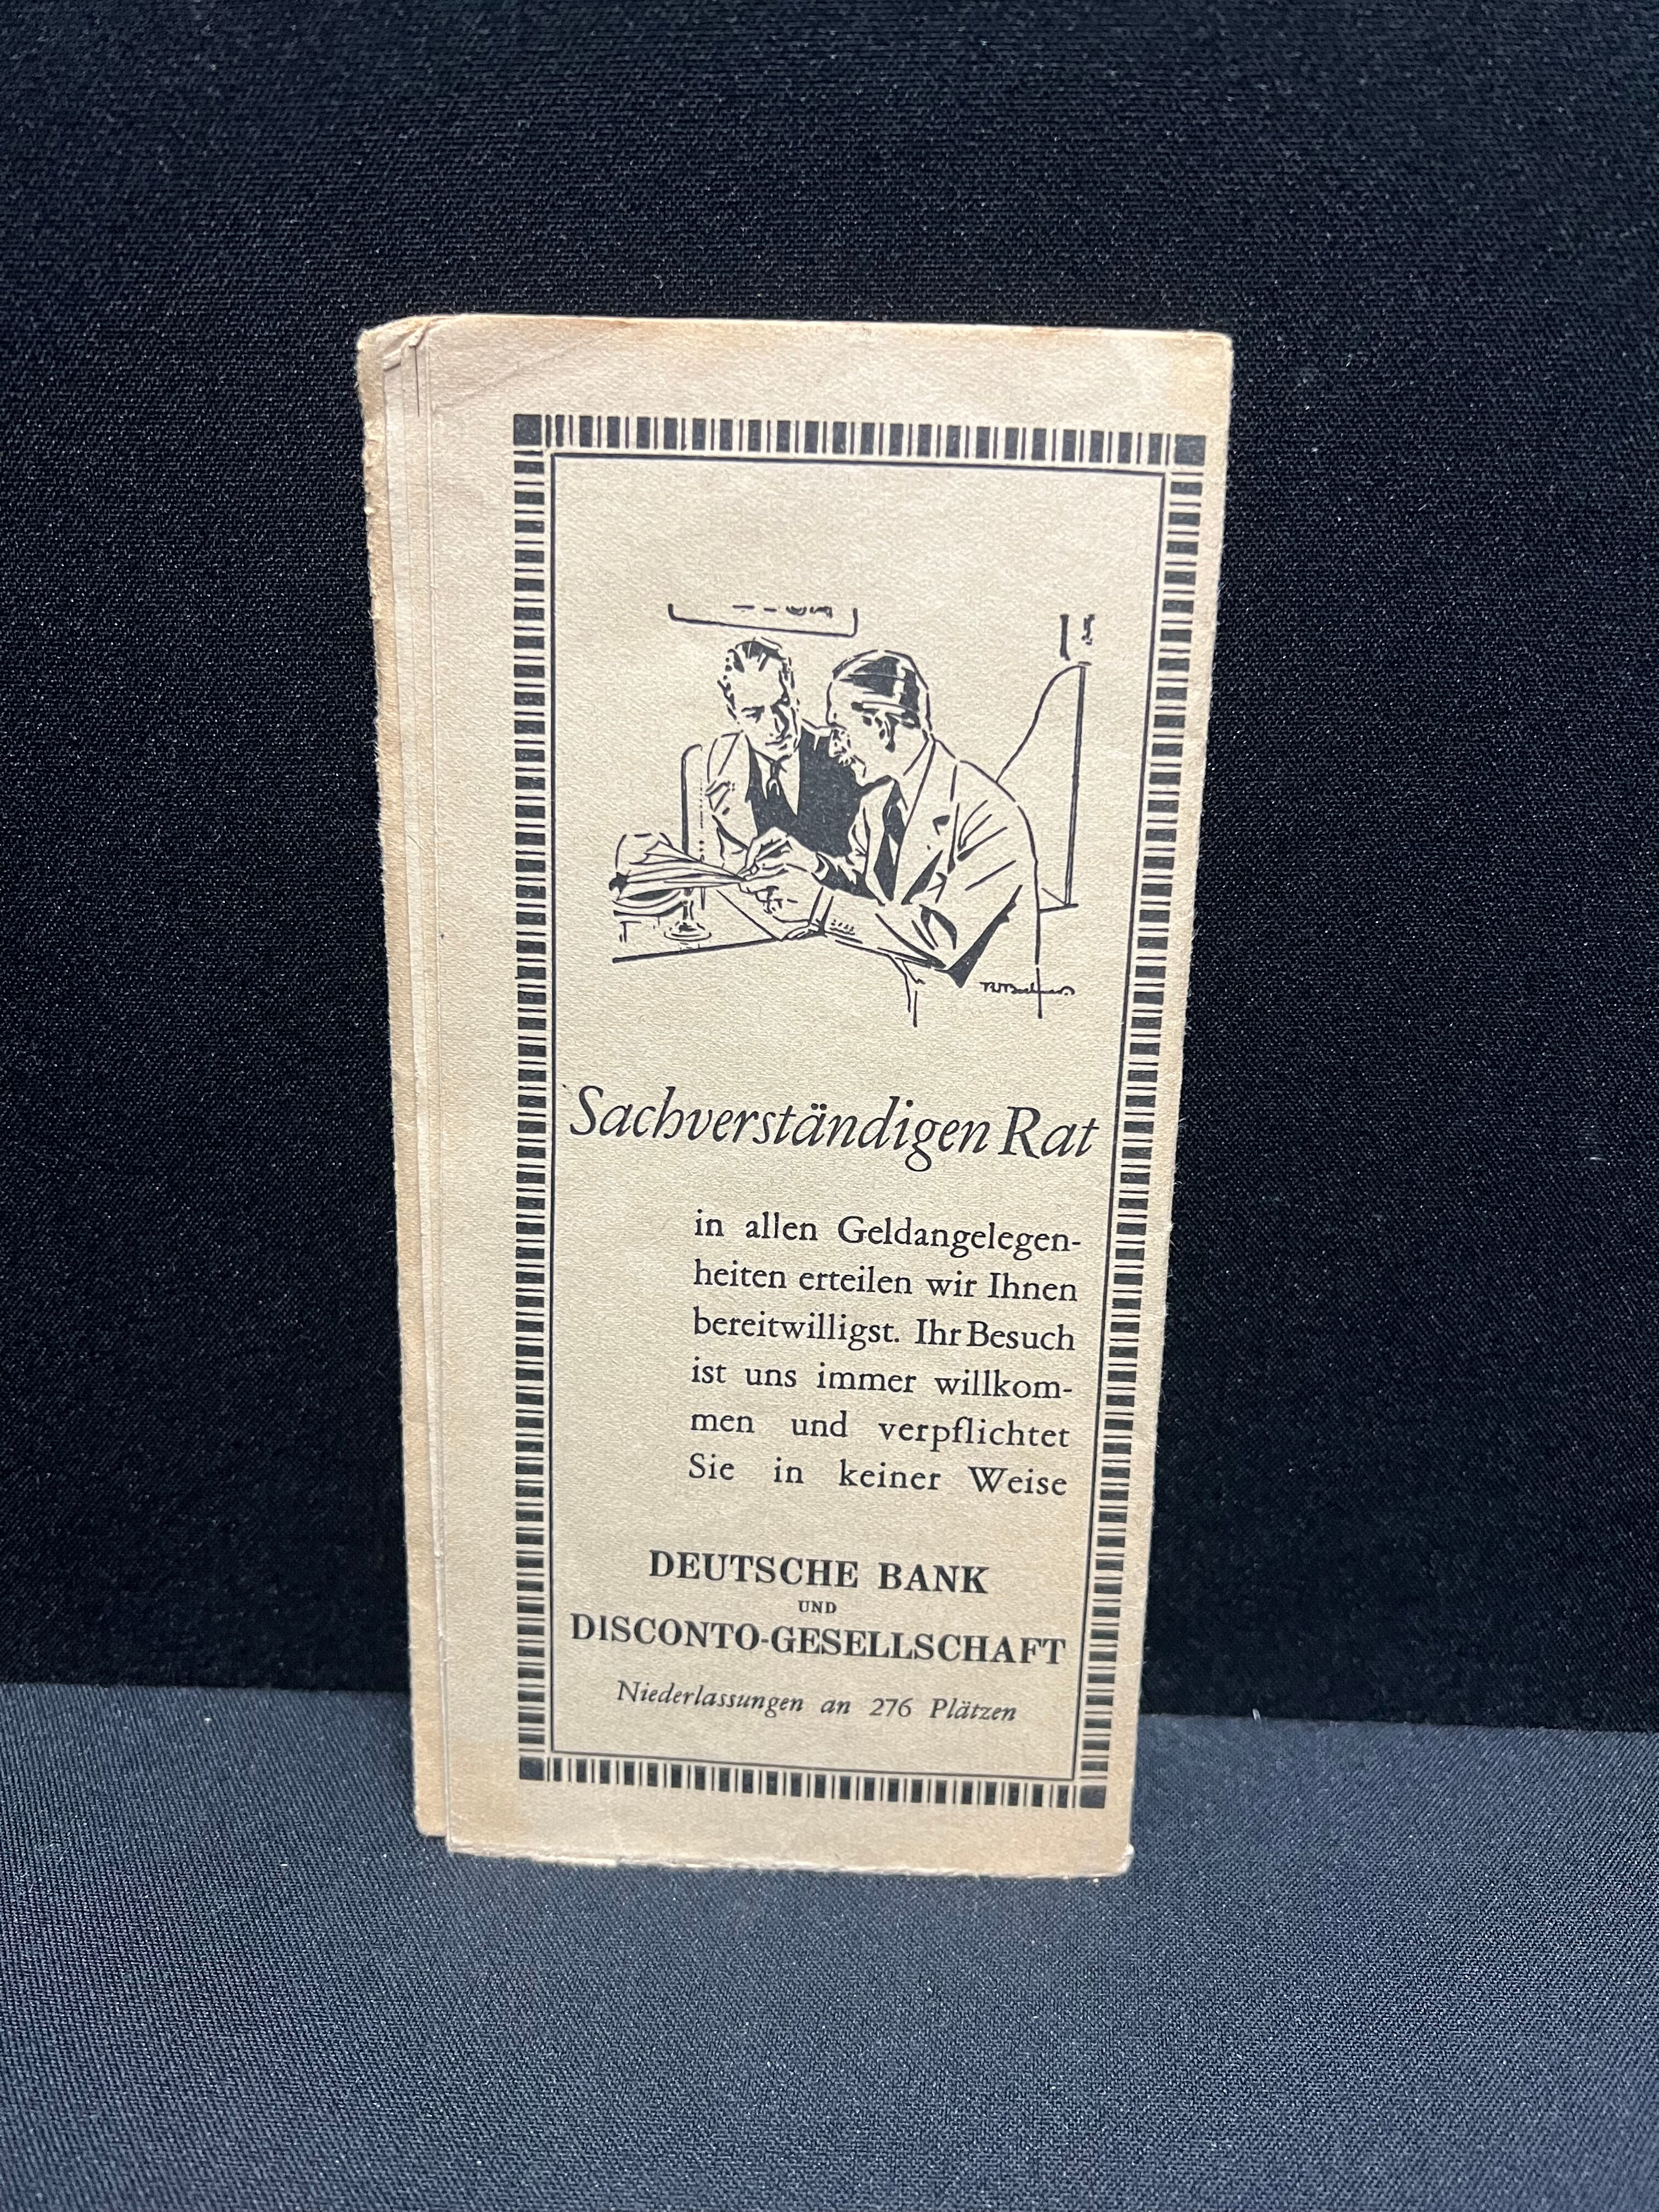 Sachverständigen Rat
in allen Geldangelegen-
heiten erteilen wir Ihnen
bereitwilligst. Ihr Besuch
ist uns immer willkom-
men und verpflichtet
Sie in keiner Weise
DEUTSCHE BANK
UND
DISCONTO-GESELLSCHAFT
Niederlassungen an 276 Plätzen